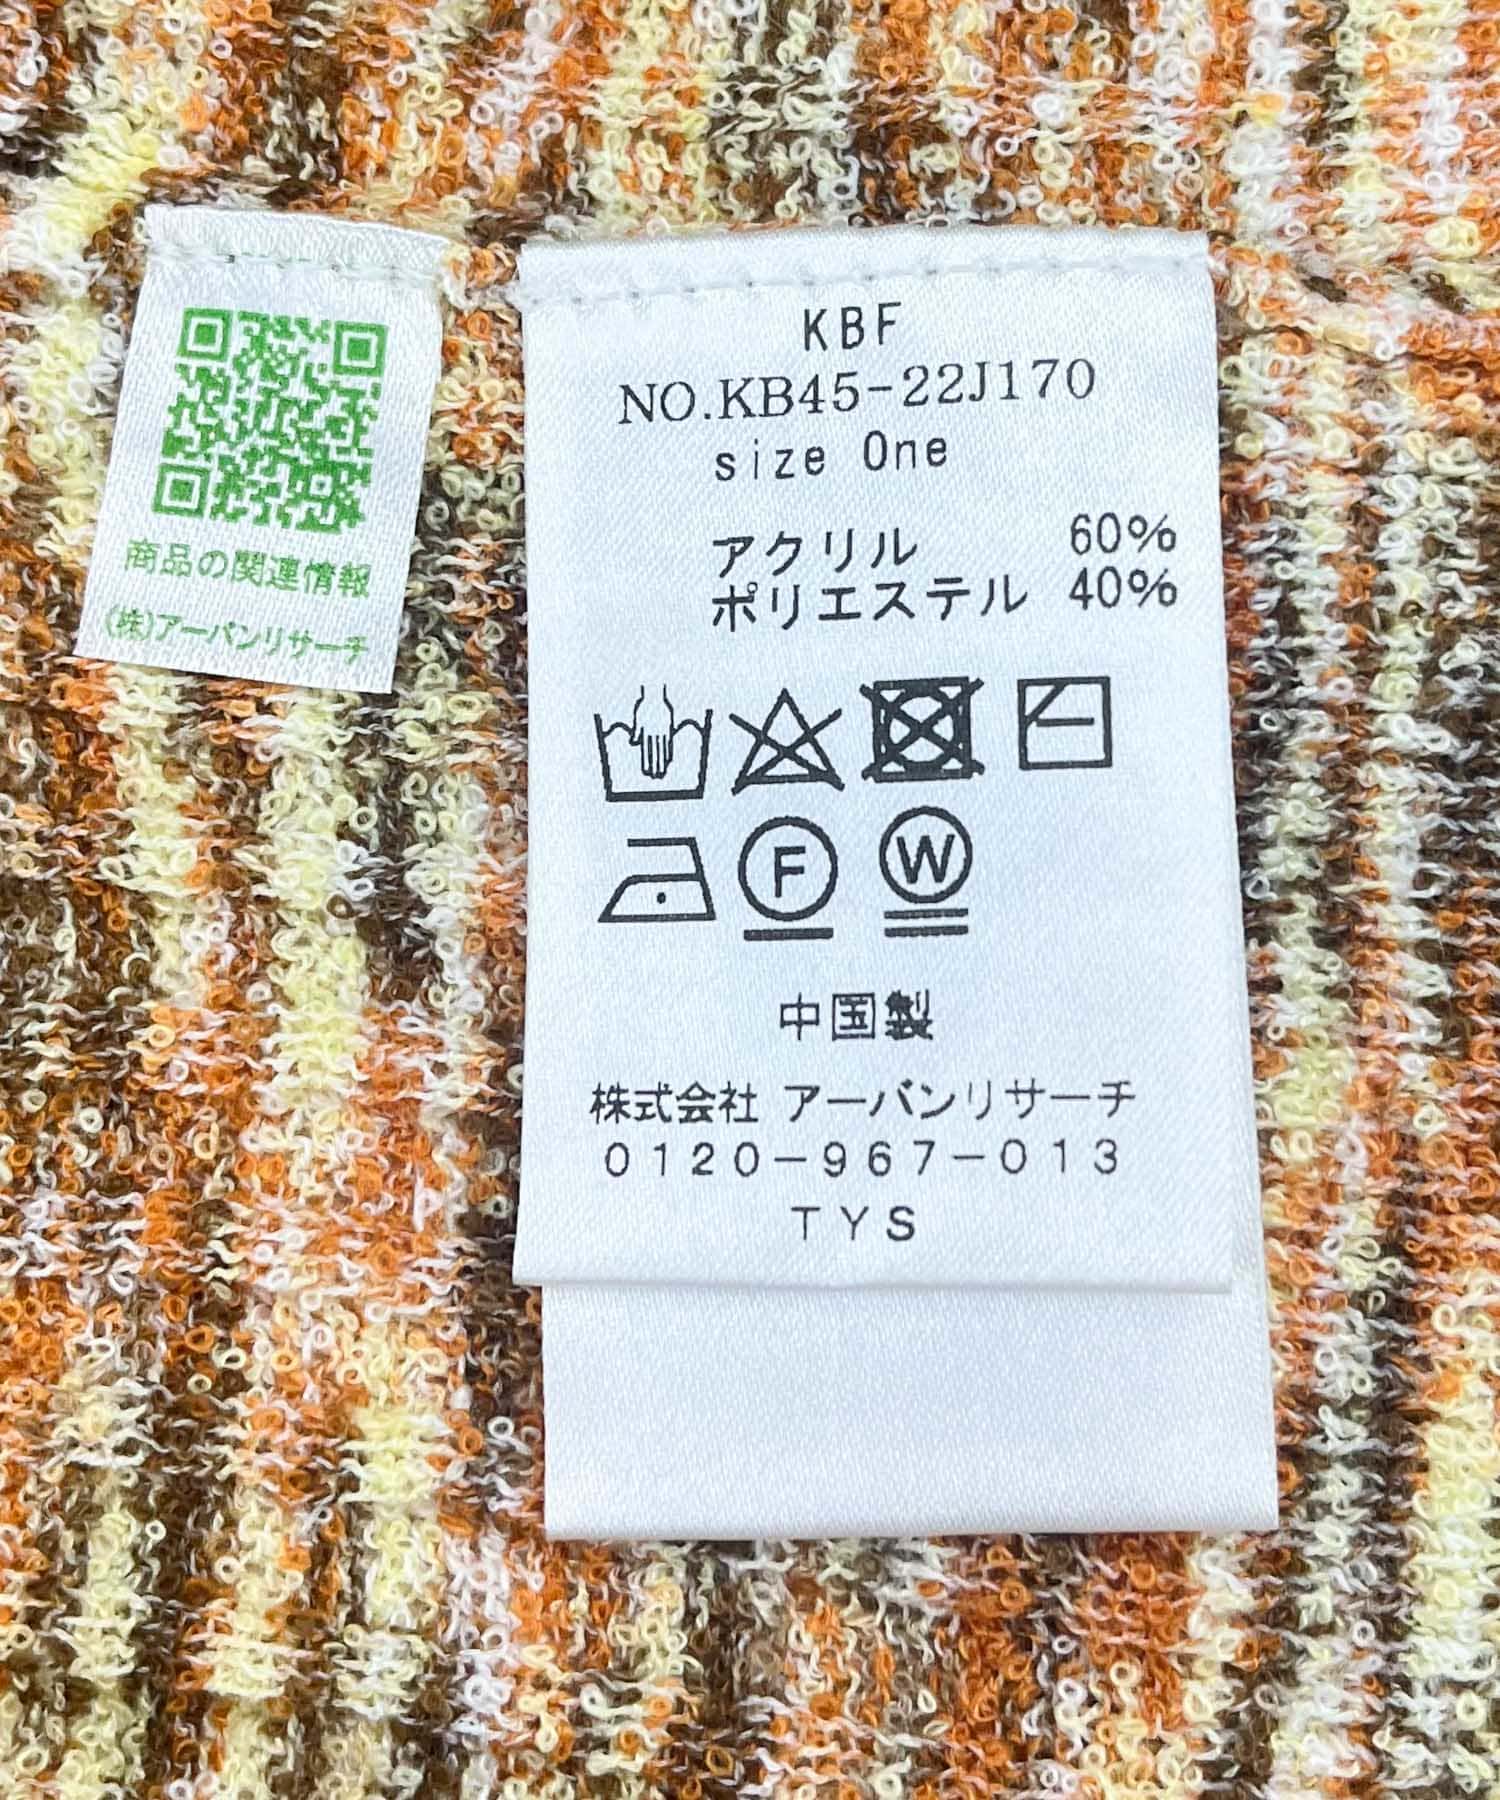 商品の関連情報
(株)アーバンリサーチ
KBF
NO.KB45-22J170
size One
アクリル 60%
ポリエステル 40%
F W
中国製
株式会社 アーバンリサーチ
0120-967-013
TYS